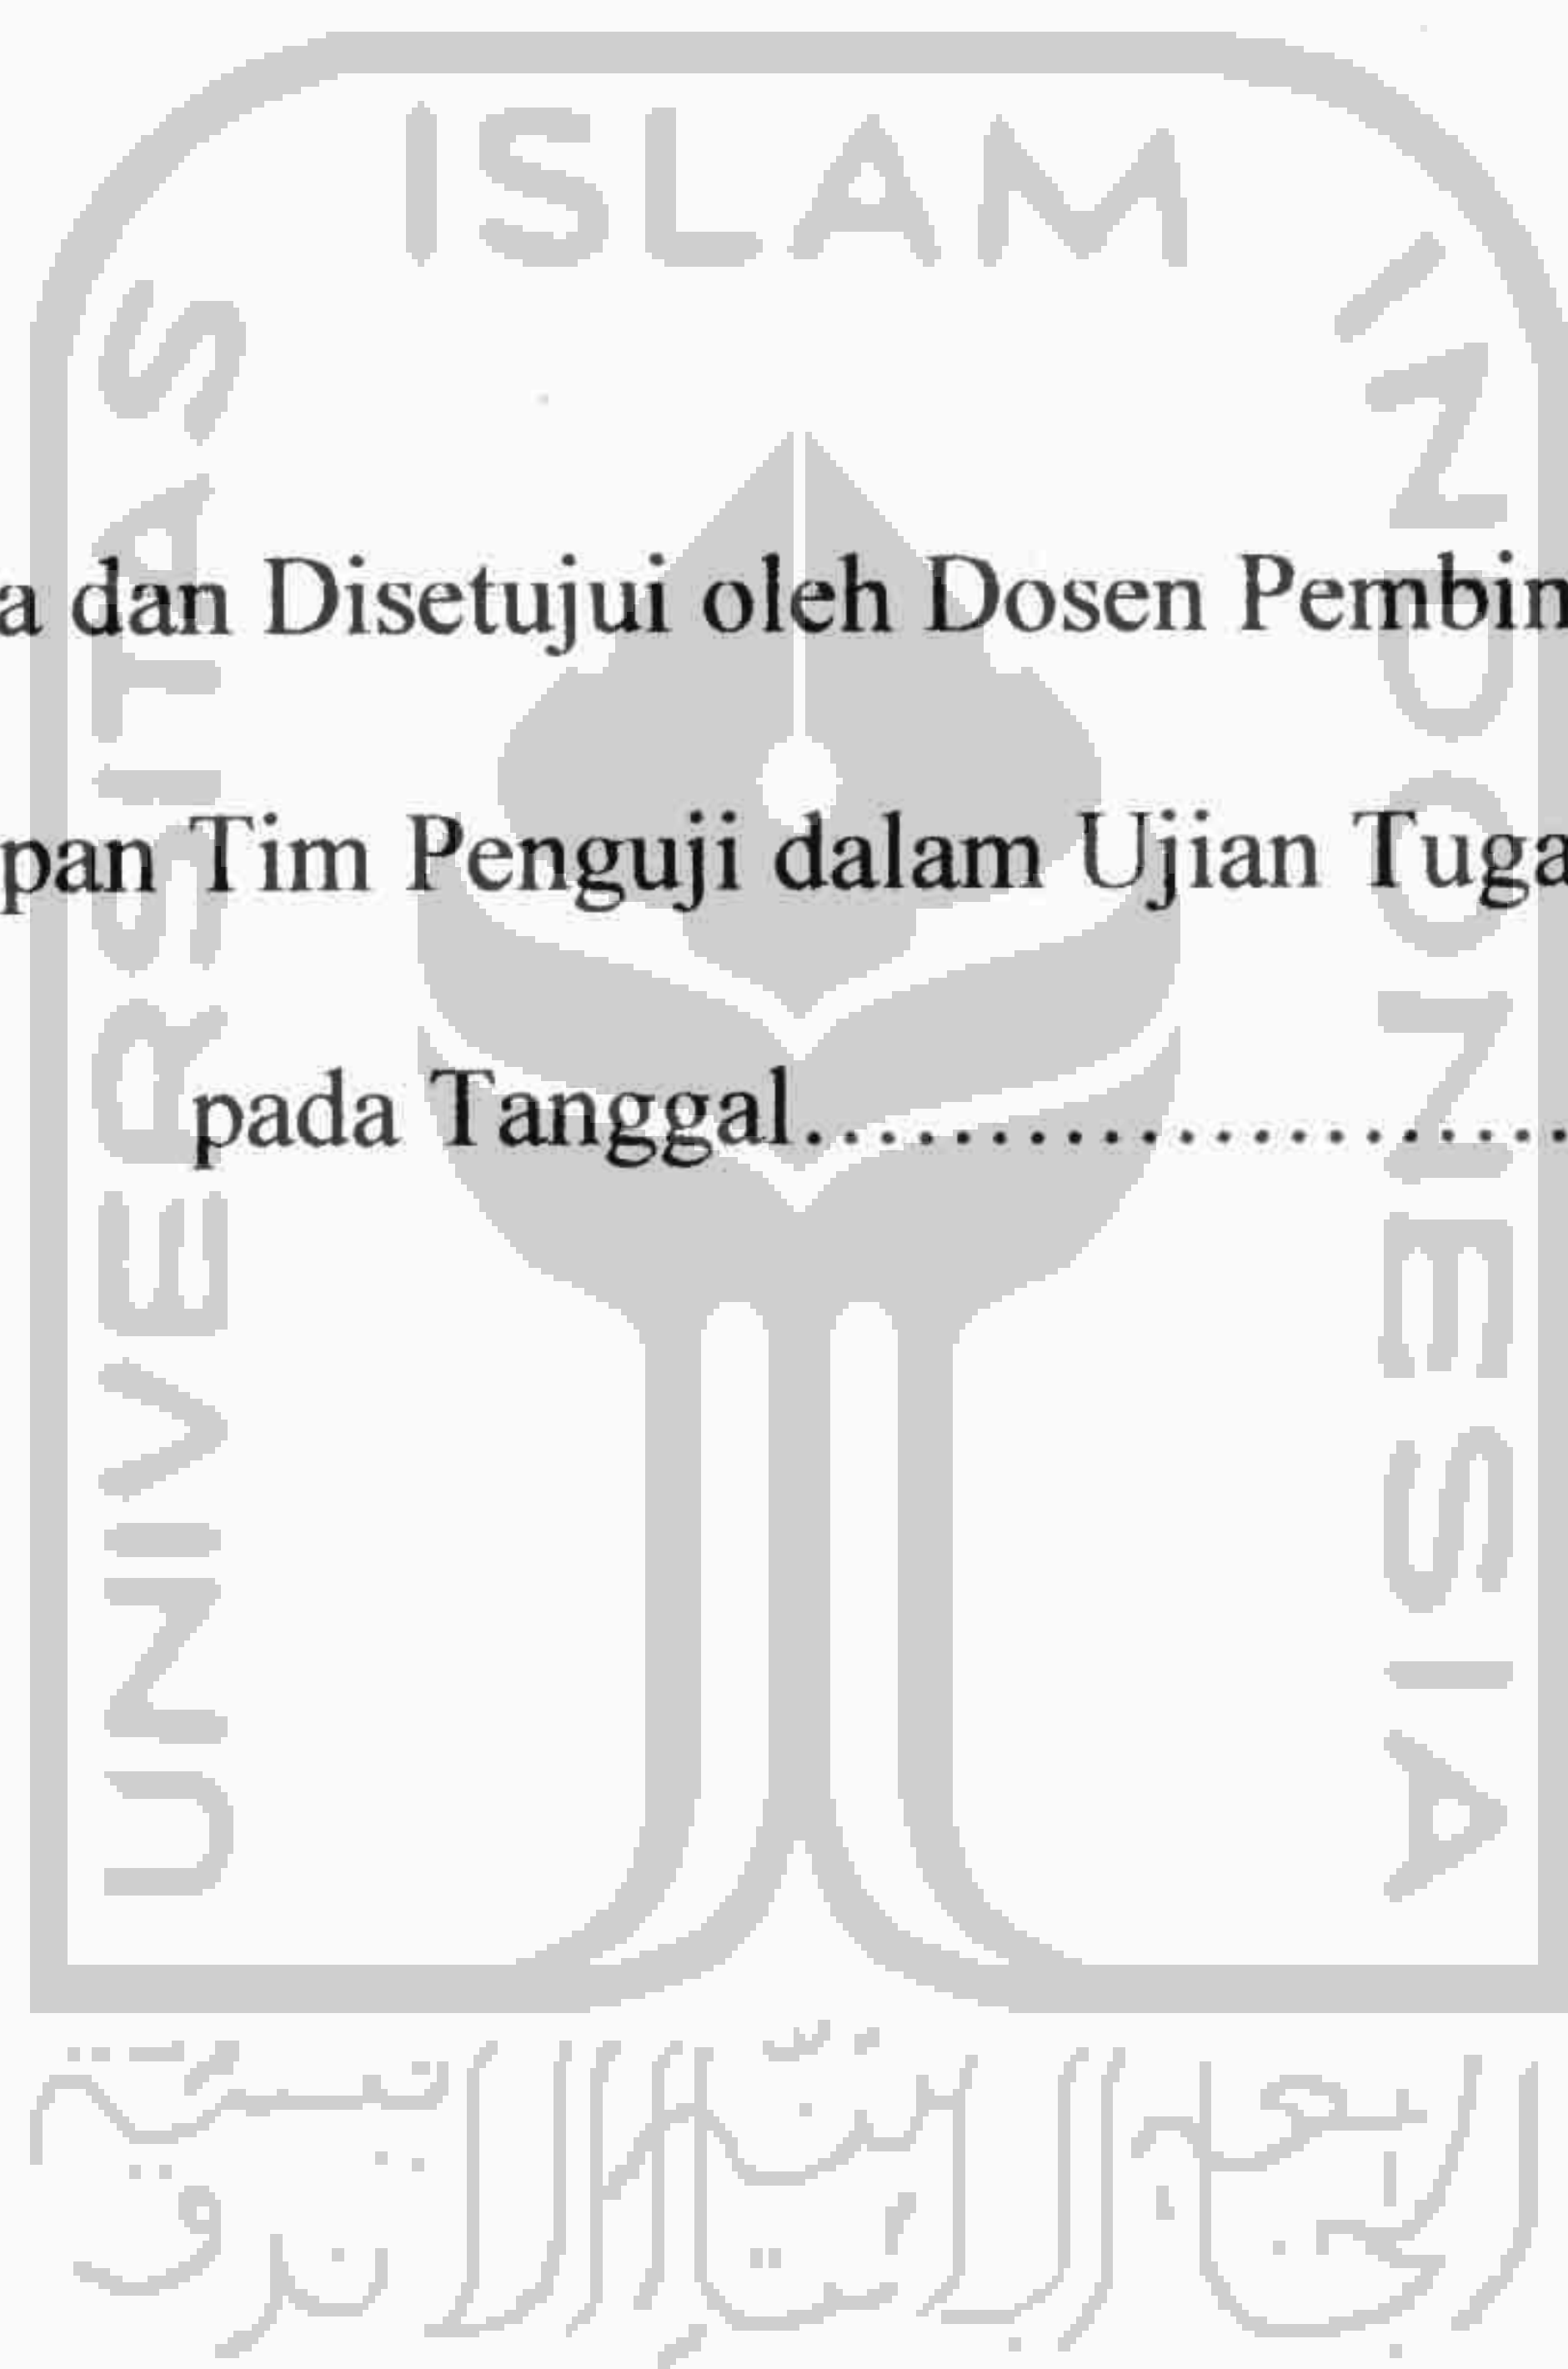 ISLAM
UNIVERSITAS
INDONESIA
a dan Disetujui oleh Dosen Pembin
pan Tim Penguji dalam Ujian Tuga
pada Tanggal........................